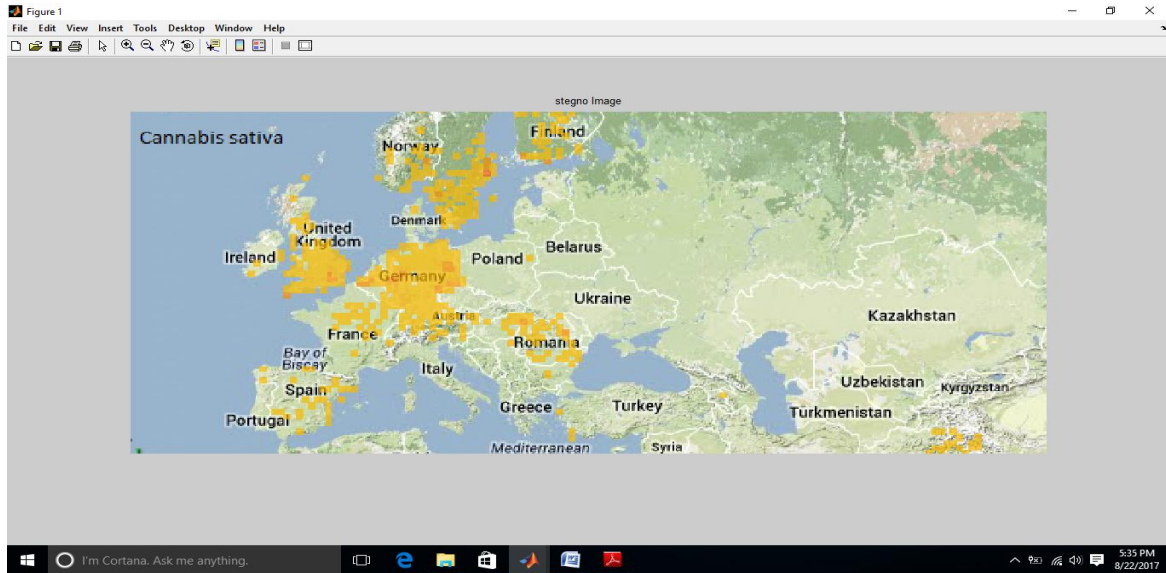 Figure 1
File Edit View Insert Tools Desktop Window Help
stegno Image
Cannabis sativa
Finland
Norway
Denmark
United
Kingdom
Ireland
Belarus
Poland
Germany
Ukraine
Kazakhstan
Austria
France
Romania
Bay of
Biscay
Italy
Uzbekistan
Kyrgyzstan
Spain
Greece
Turkey
Turkmenistan
Portugal
Mediterranean
Syria
I'm Cortana. Ask me anything.
5:35 PM
8/22/2017